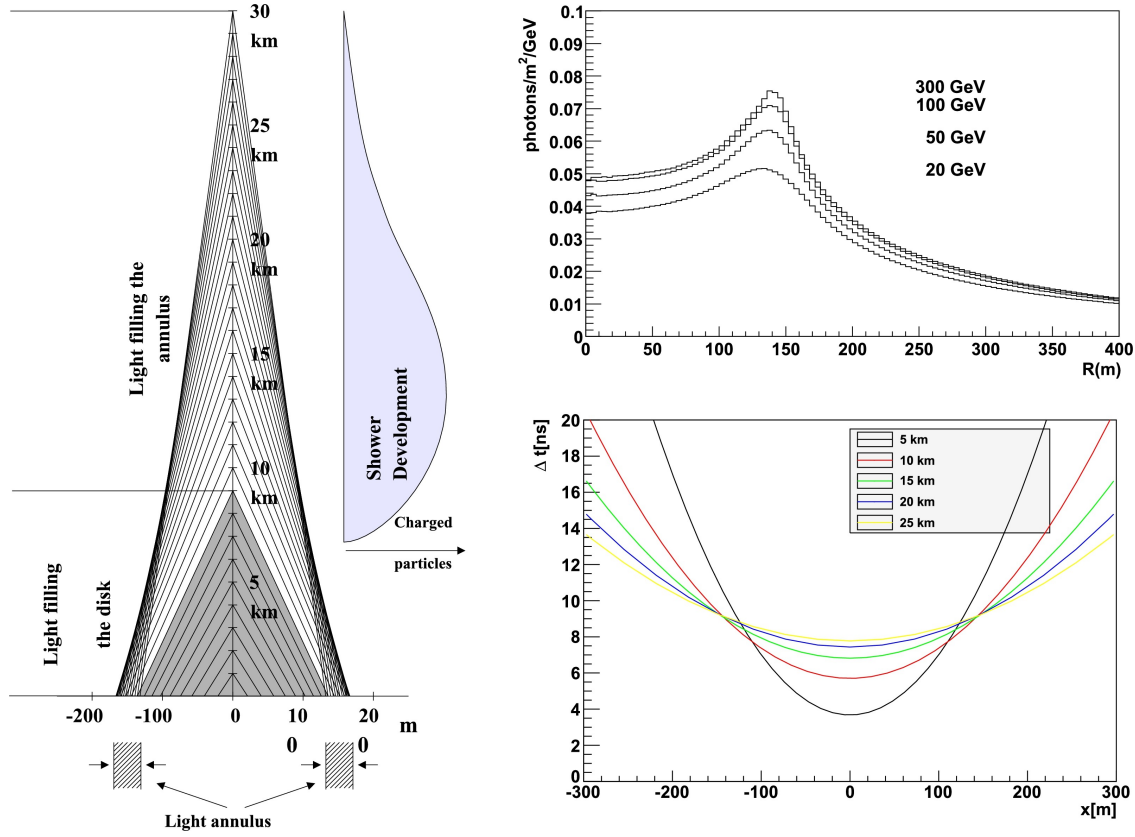 30
km
25
km
20
km
15
km
10
km
5
km
Light filling the
annulus
Light filling
the disk
Shower
Development
Charged
particles
-200
-100
0
10
0
20
0
m
Light annulus
photons/m²/GeV
0.1
0.09
0.08
0.07
0.06
0.05
0.04
0.03
0.02
0.01
0
300 GeV
100 GeV
50 GeV
20 GeV
0
50
100
150
200
250
300
350
400
R(m)
Δ t[ns]
20
18
16
14
12
10
8
6
4
2
0
5 km
10 km
15 km
20 km
25 km
-300
-200
-100
0
100
200
300
x[m]